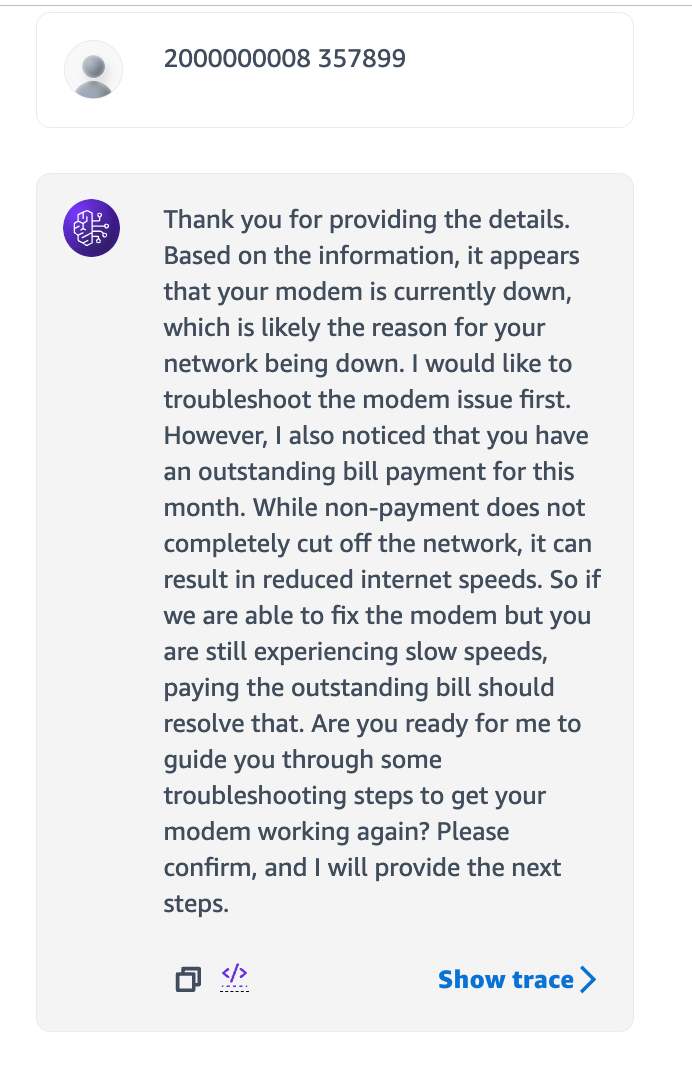 2000000008 357899
Thank you for providing the details.
Based on the information, it appears
that your modem is currently down,
which is likely the reason for your
network being down. I would like to
troubleshoot the modem issue first.
However, I also noticed that you have
an outstanding bill payment for this
month. While non-payment does not
completely cut off the network, it can
result in reduced internet speeds. So if
we are able to fix the modem but you
are still experiencing slow speeds,
paying the outstanding bill should
resolve that. Are you ready for me to
guide you through some
troubleshooting steps to get your
modem working again? Please
confirm, and I will provide the next
steps.
Show trace